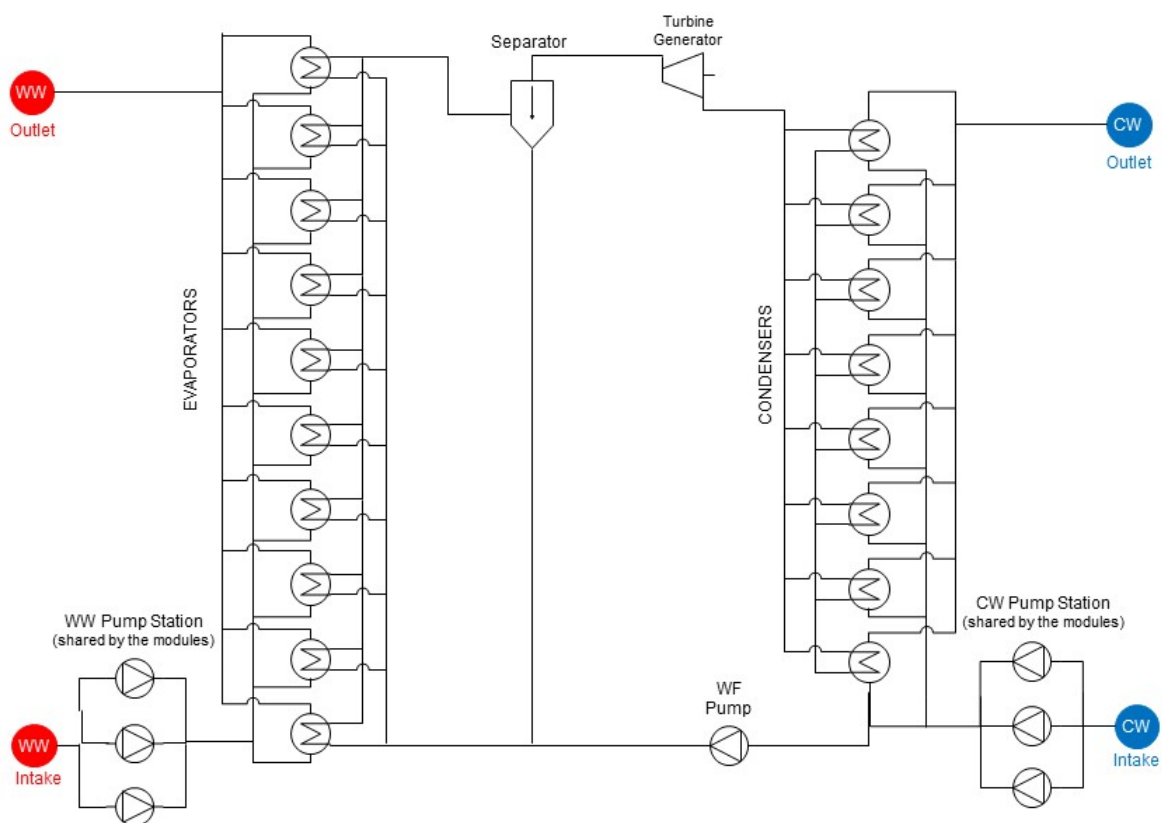 Turbine
Generator
Separator
WW
Outlet
CW
Outlet
EVAPORATORS
CONDENSERS
WW Pump Station
(shared by the modules)
CW Pump Station
(shared by the modules)
WF
Pump
WW
Intake
CW
Intake